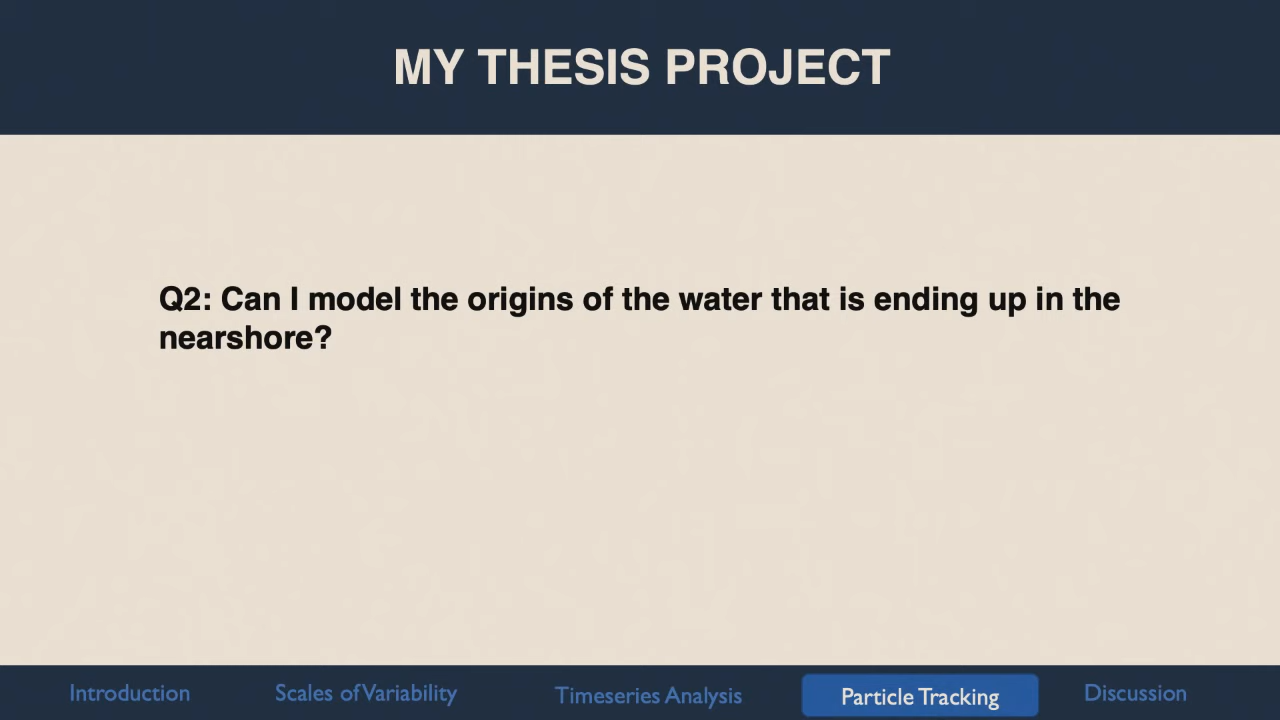 MY THESIS PROJECT
Q2: Can I model the origins of the water that is ending up in the
nearshore?
Introduction
Scales of Variability
Timeseries Analysis
Particle Tracking
Discussion